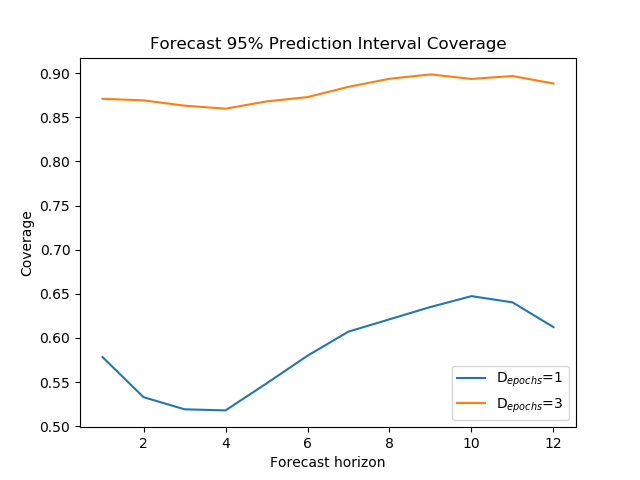 Forecast 95% Prediction Interval Coverage
Coverage
0.90
0.85
0.80
0.75
0.70
0.65
0.60
0.55
0.50
2 4 6 8 10 12
Forecast horizon
D_epochs=1
D_epochs=3